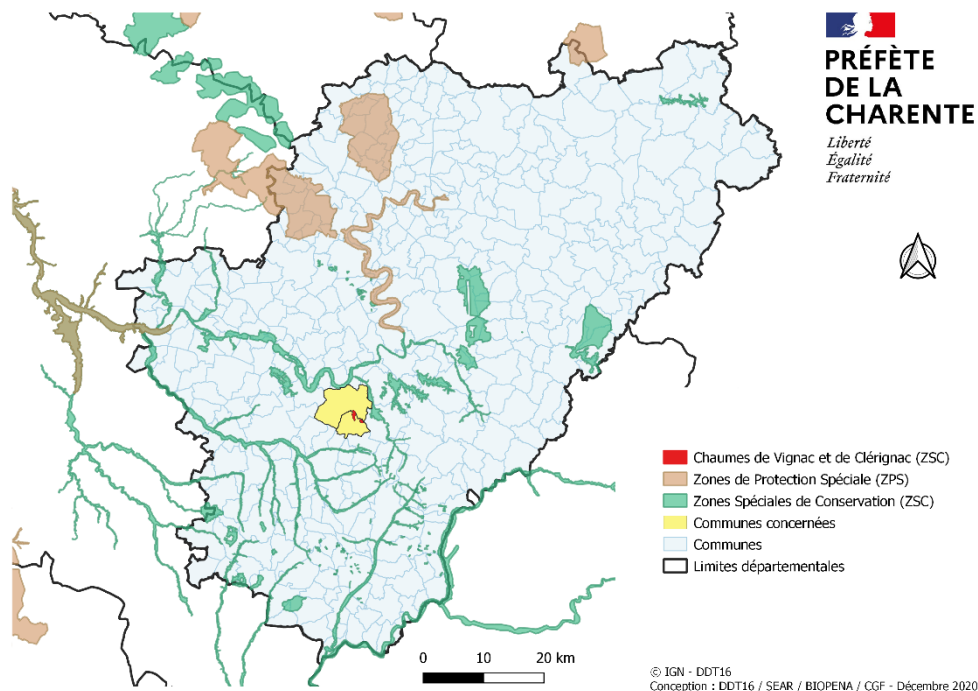 PRÉFÈTE
DE LA
CHARENTE
Liberté
Égalité
Fraternité
Chaumes de Vignac et de Clérignac (ZSC)
Zones de Protection Spéciale (ZPS)
Zones Spéciales de Conservation (ZSC)
Communes concernées
Communes
Limites départementales
0 10 20 km
© IGN - DDT16
Conception : DDT16 / SEAR / BIOPENA / CGF - Décembre 2020